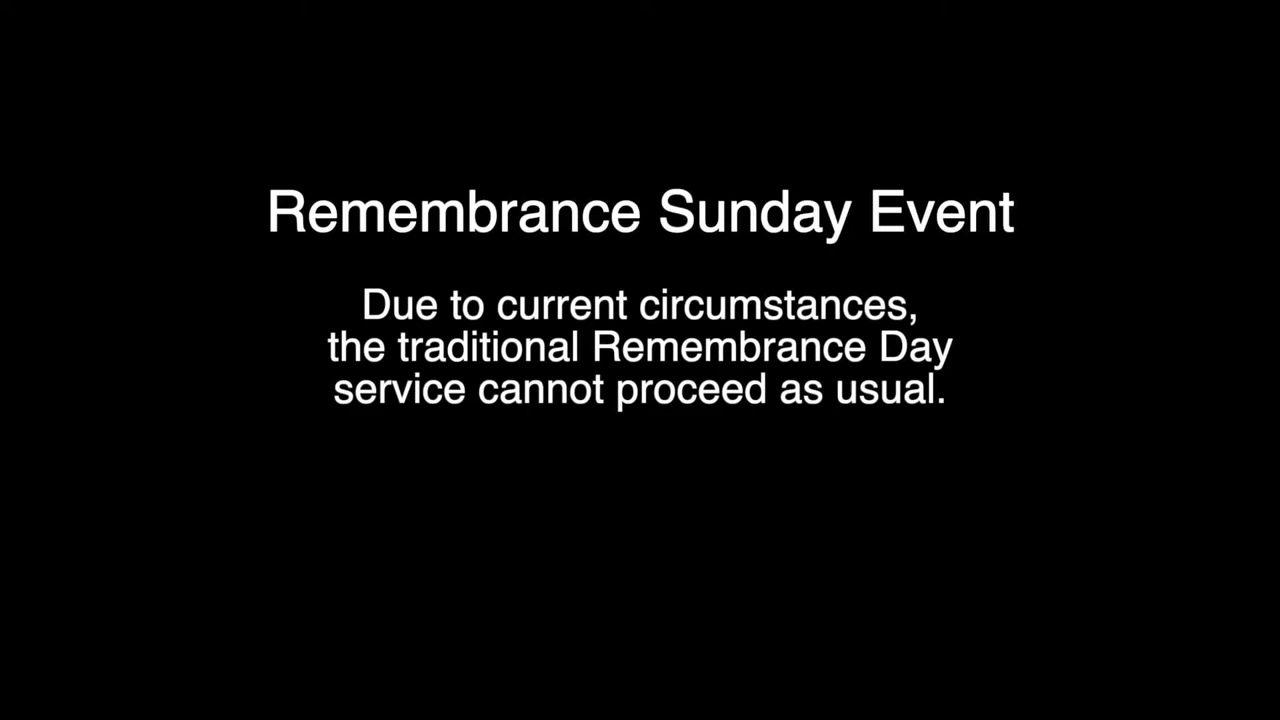 Remembrance Sunday Event
Due to current circumstances,
the traditional Remembrance Day
service cannot proceed as usual.